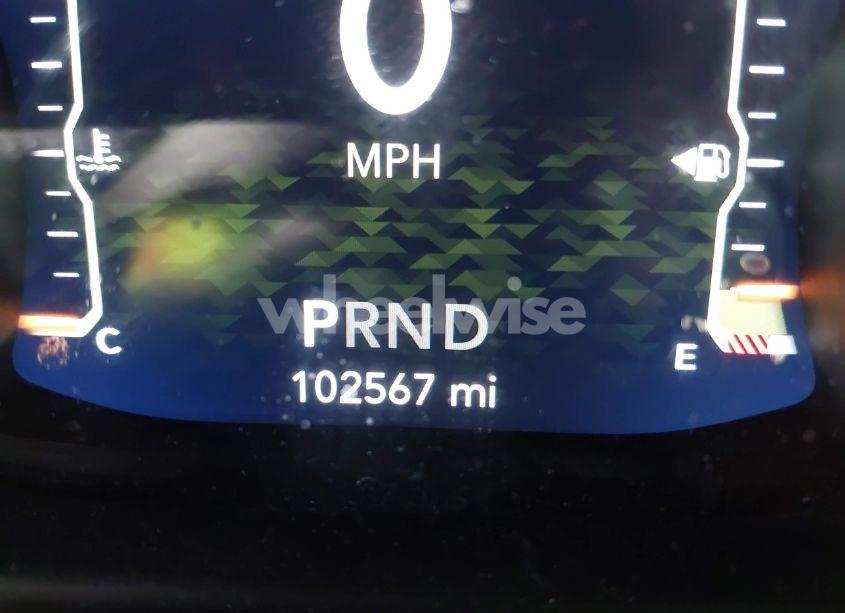 0
MPH
wheelwise
PRND
C
E
102567 mi